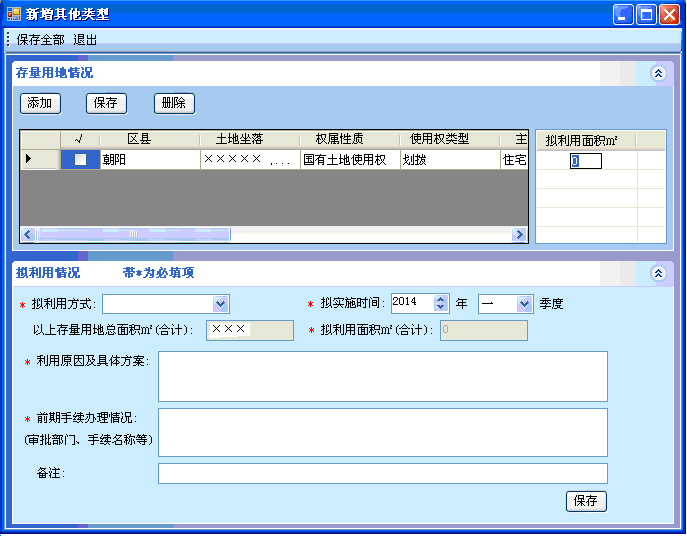 新增其他类型
保存全部 退出
存量用地情况
添加 保存 删除
√ 区县 土地坐落 权属性质 使用权类型 主 拟利用面积㎡
朝阳 ××××× .... 国有土地使用权 划拨 住宅 0
拟利用情况 带*为必填项
* 拟利用方式: * 拟实施时间: 2014 年 一 季度
以上存量用地总面积㎡(合计): ××× * 拟利用面积㎡(合计): 0
* 利用原因及具体方案:
* 前期手续办理情况:
(审批部门、手续名称等)
备注:
保存